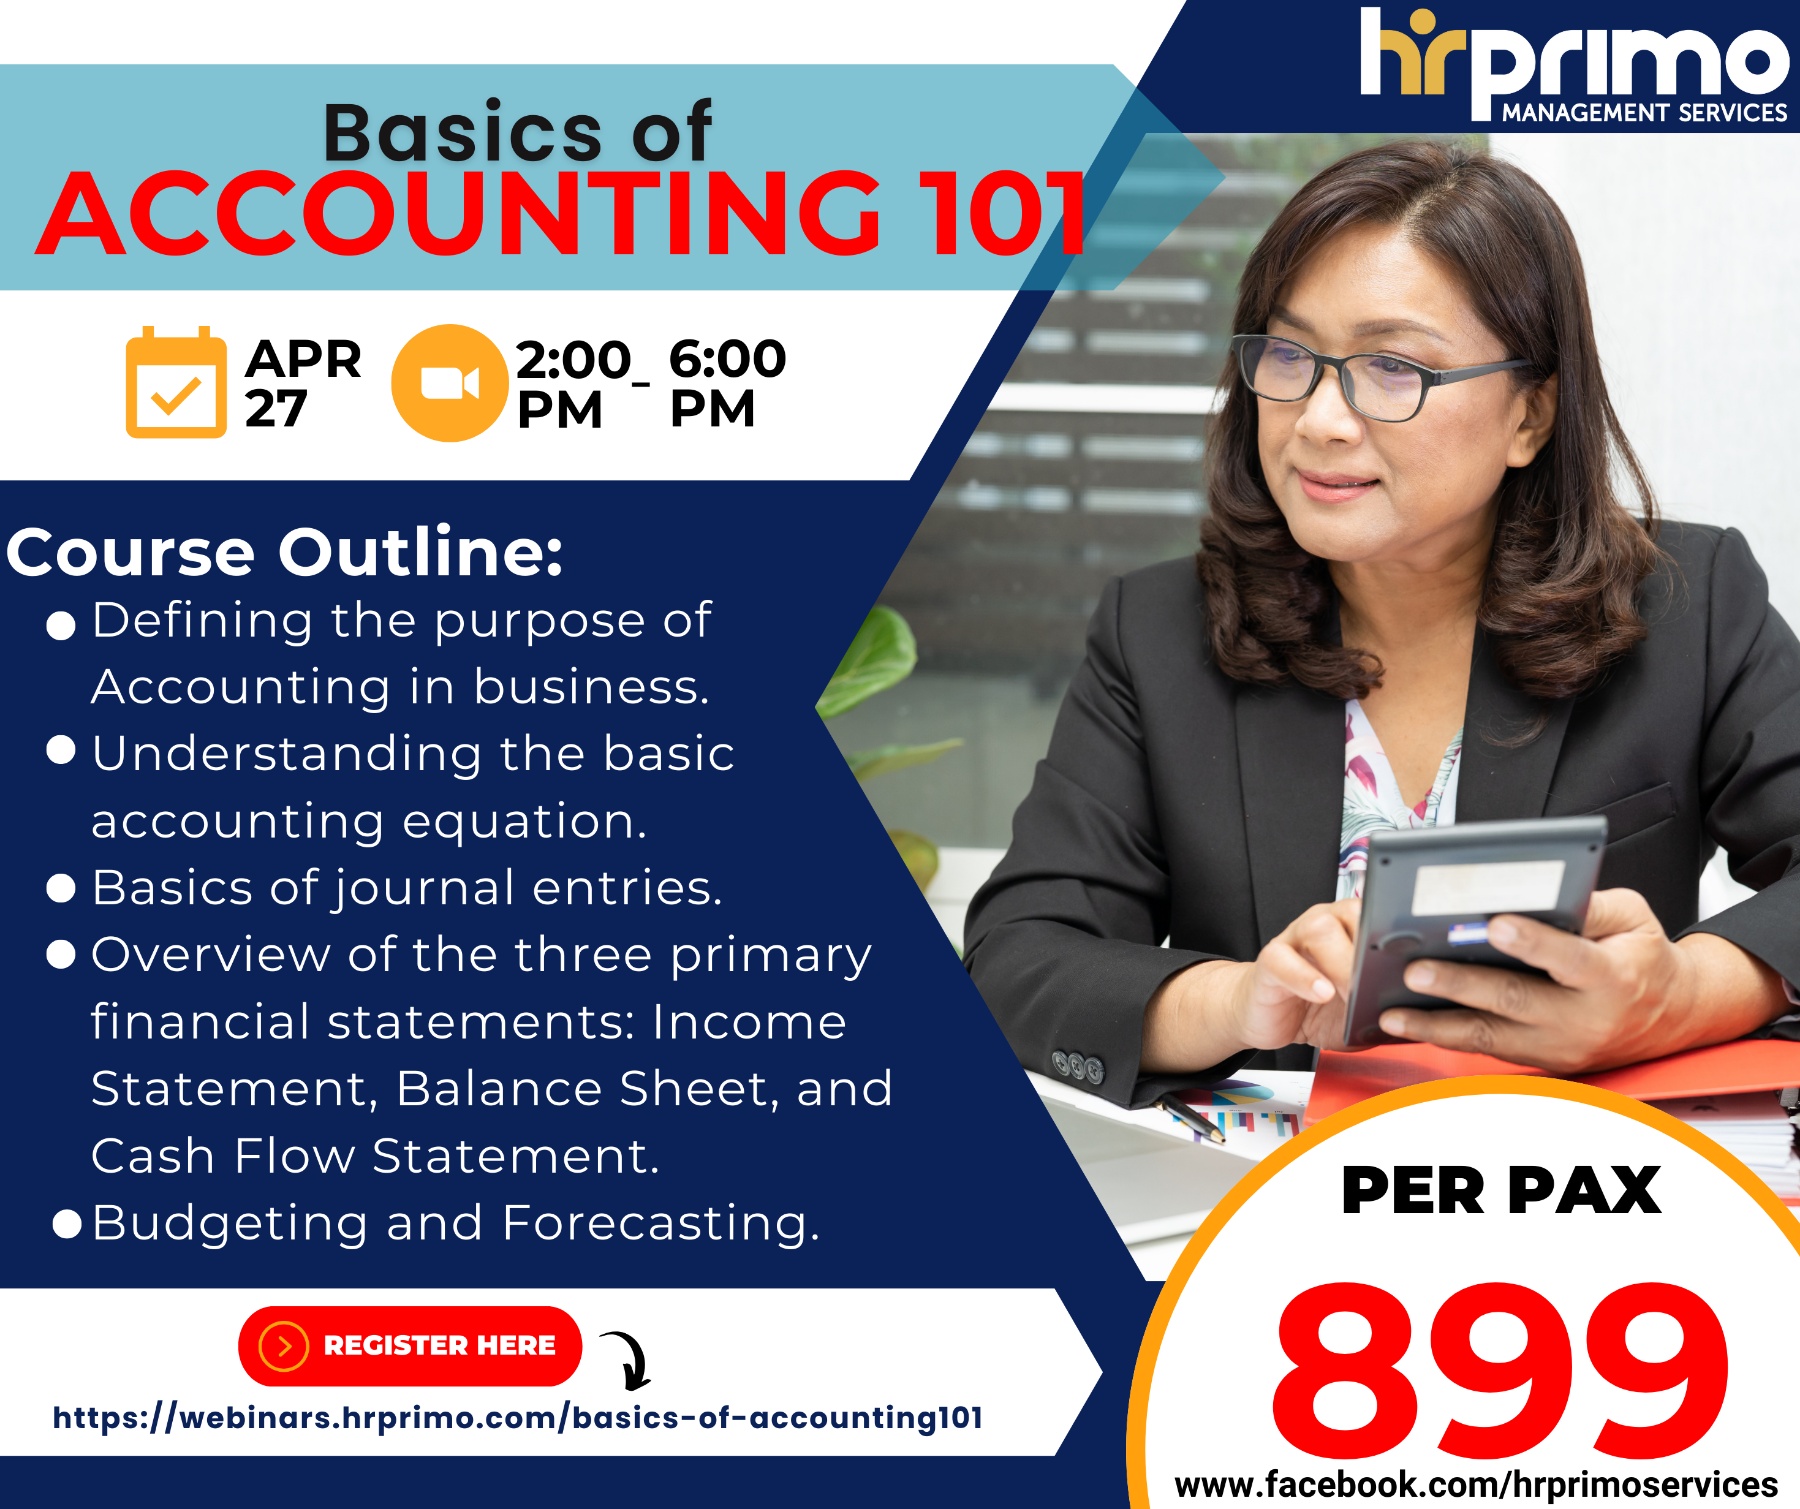 hrprimo
MANAGEMENT SERVICES
Basics of
ACCOUNTING 101
APR
27
2:00
PM
-
6:00
PM
Course Outline:
Defining the purpose of
Accounting in business.
Understanding the basic
accounting equation.
Basics of journal entries.
Overview of the three primary
financial statements: Income
Statement, Balance Sheet, and
Cash Flow Statement.
Budgeting and Forecasting.
REGISTER HERE
https://webinars.hrprimo.com/basics-of-accounting101
PER PAX
899
www.facebook.com/hrprimoservices